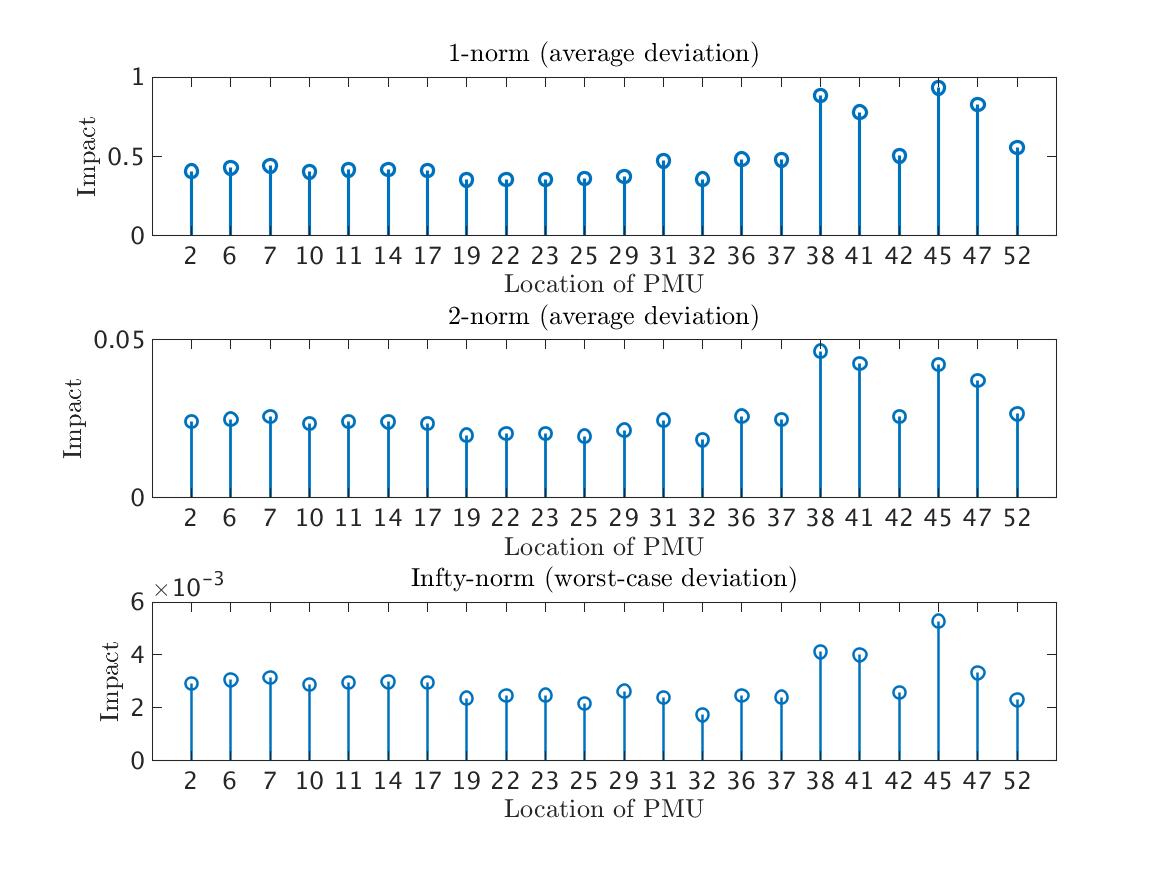 1-norm (average deviation)
1
0.5
0
Impact
2 6 7 10 11 14 17 19 22 23 25 29 31 32 36 37 38 41 42 45 47 52
Location of PMU
2-norm (average deviation)
0.05
0
Impact
2 6 7 10 11 14 17 19 22 23 25 29 31 32 36 37 38 41 42 45 47 52
Location of PMU
Infty-norm (worst-case deviation)
×10⁻³
6
4
2
0
Impact
2 6 7 10 11 14 17 19 22 23 25 29 31 32 36 37 38 41 42 45 47 52
Location of PMU